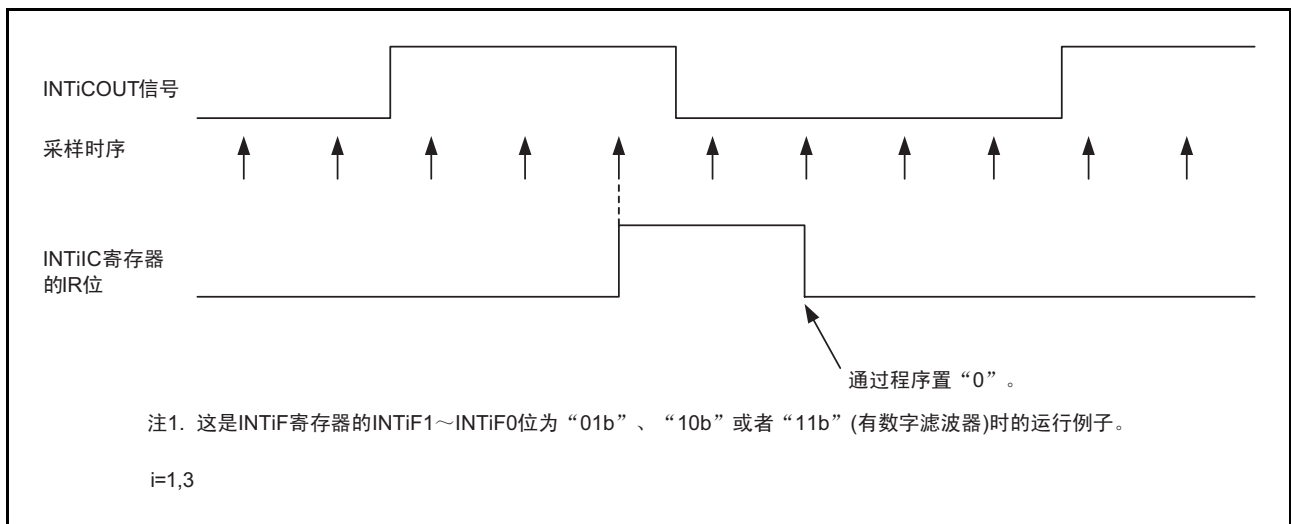 INTiCOUT信号
采样时序
INTiIC寄存器
的IR位
通过程序置“0”。
注1. 这是INTiF寄存器的INTiF1～INTiF0位为“01b”、“10b”或者“11b”(有数字滤波器)时的运行例子。
i=1,3